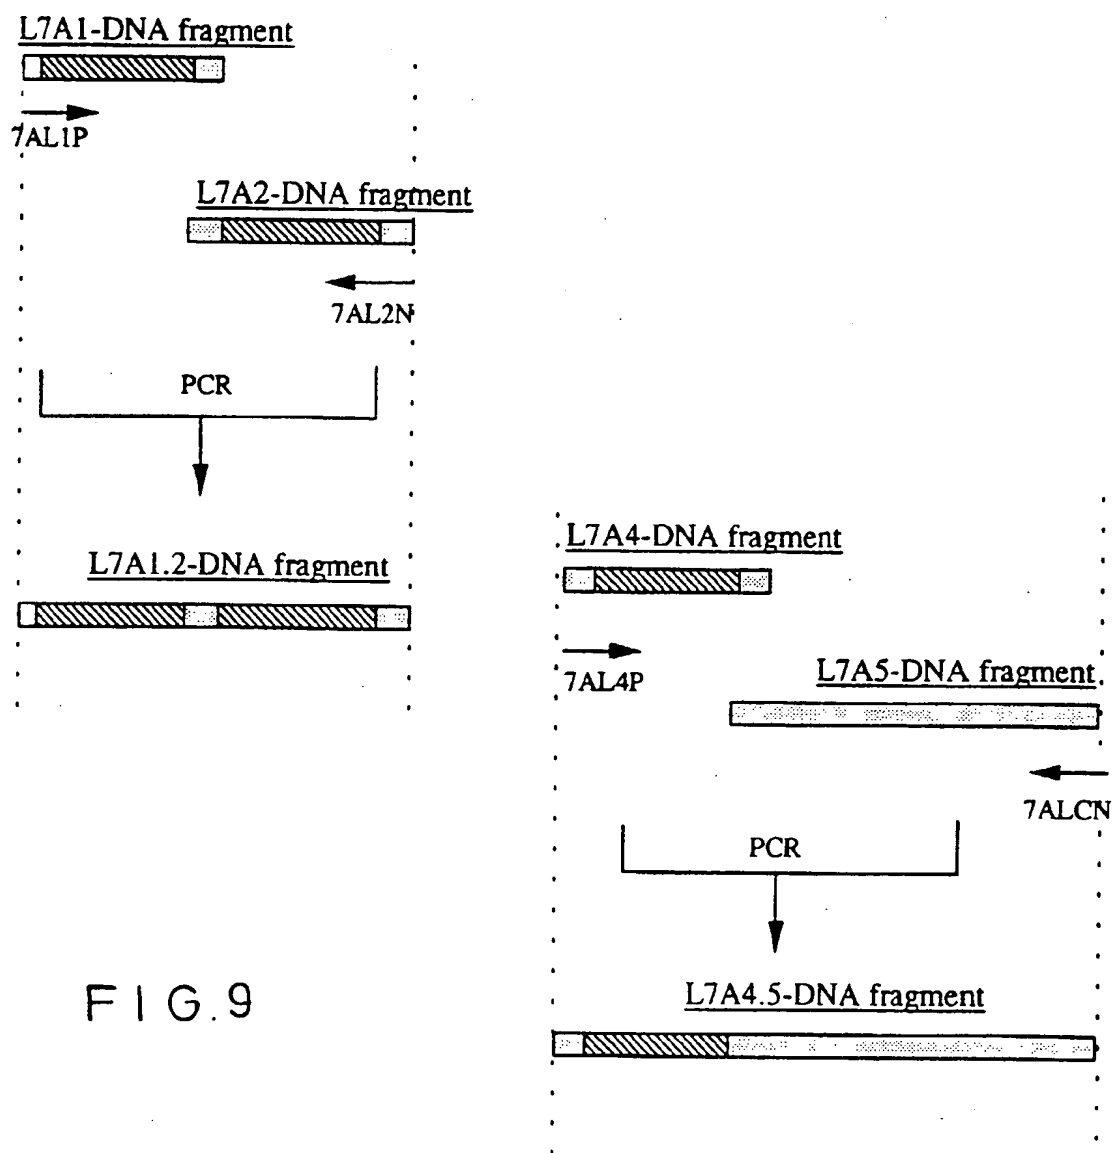 L7A1-DNA fragment
7AL1P
L7A2-DNA fragment
7AL2N
PCR
L7A1.2-DNA fragment
L7A4-DNA fragment
7AL4P
L7A5-DNA fragment
7ALCN
PCR
L7A4.5-DNA fragment
FIG.9